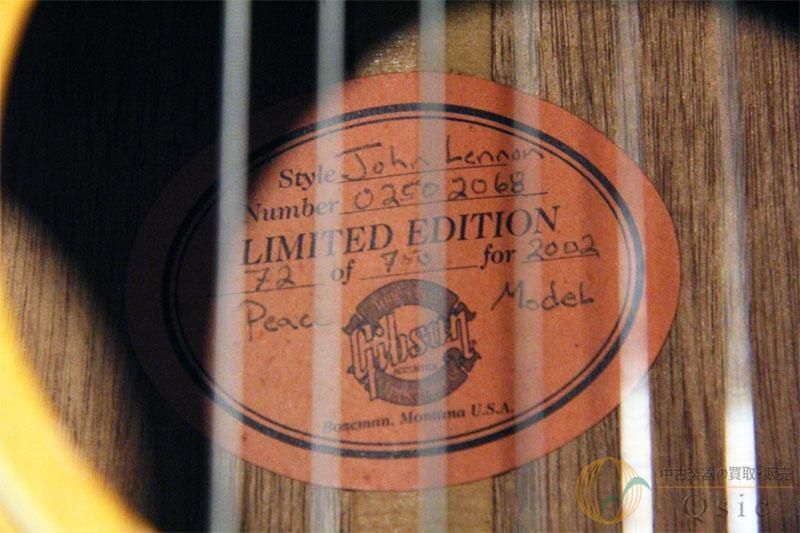 Style John Lennon
Number 02502068
LIMITED EDITION
72 of 750 for 2002
Peace Model
Gibson
ACOUSTIC
Bozeman, Montana U.S.A.
中古楽器の買取・販売
Qsic